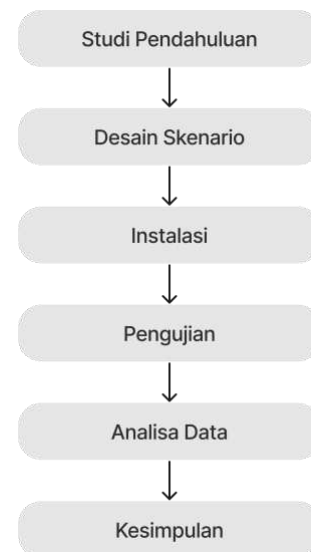 Studi Pendahuluan
Desain Skenario
Instalasi
Pengujian
Analisa Data
Kesimpulan